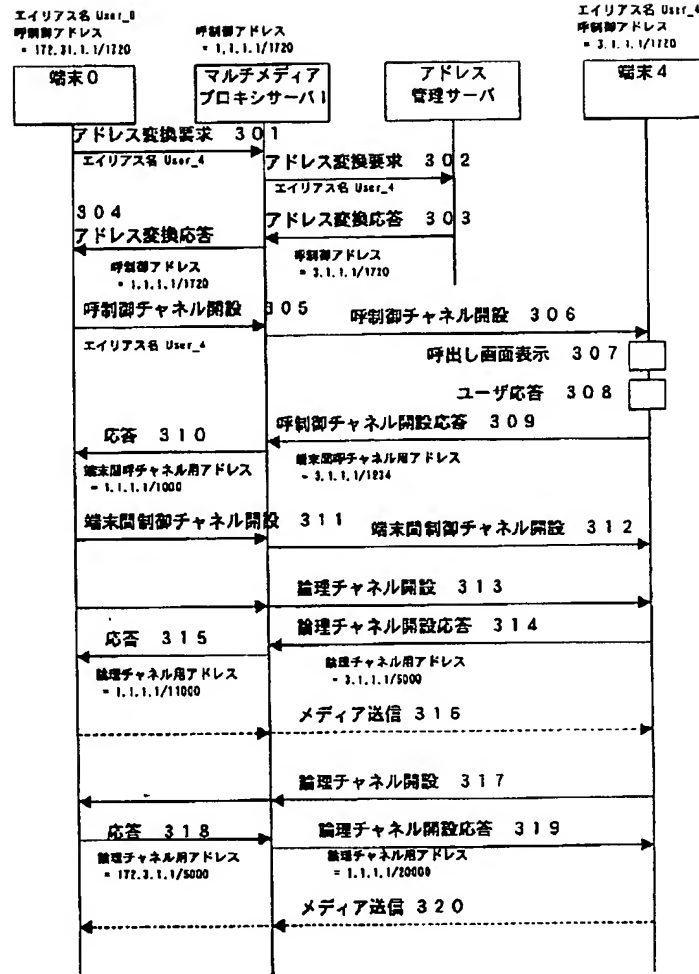 エイリアス名 User_0
呼制御アドレス
= 172.31.1.1/1720
呼制御アドレス
= 1.1.1.1/1720
エイリアス名 User_4
呼制御アドレス
= 3.1.1.1/1720
端末0
マルチメディア
プロキシサーバ1
アドレス
管理サーバ
端末4
アドレス変換要求 301
エイリアス名 User_4
アドレス変換要求 302
エイリアス名 User_4
304
アドレス変換応答
アドレス変換応答 303
呼制御アドレス
= 1.1.1.1/1720
呼制御アドレス
= 3.1.1.1/1720
呼制御チャネル開設 305
エイリアス名 User_4
呼制御チャネル開設 306
呼出し画面表示 307
ユーザ応答 308
呼制御チャネル開設応答 309
応答 310
端末間呼チャネル用アドレス
= 1.1.1.1/1000
端末間呼チャネル用アドレス
= 3.1.1.1/1234
端末間制御チャネル開設 311
端末間制御チャネル開設 312
論理チャネル開設 313
論理チャネル開設応答 314
応答 315
論理チャネル用アドレス
= 1.1.1.1/11000
論理チャネル用アドレス
= 3.1.1.1/5000
メディア送信 316
論理チャネル開設 317
応答 318
論理チャネル開設応答 319
論理チャネル用アドレス
= 172.3.1.1/5000
論理チャネル用アドレス
= 1.1.1.1/20000
メディア送信 320